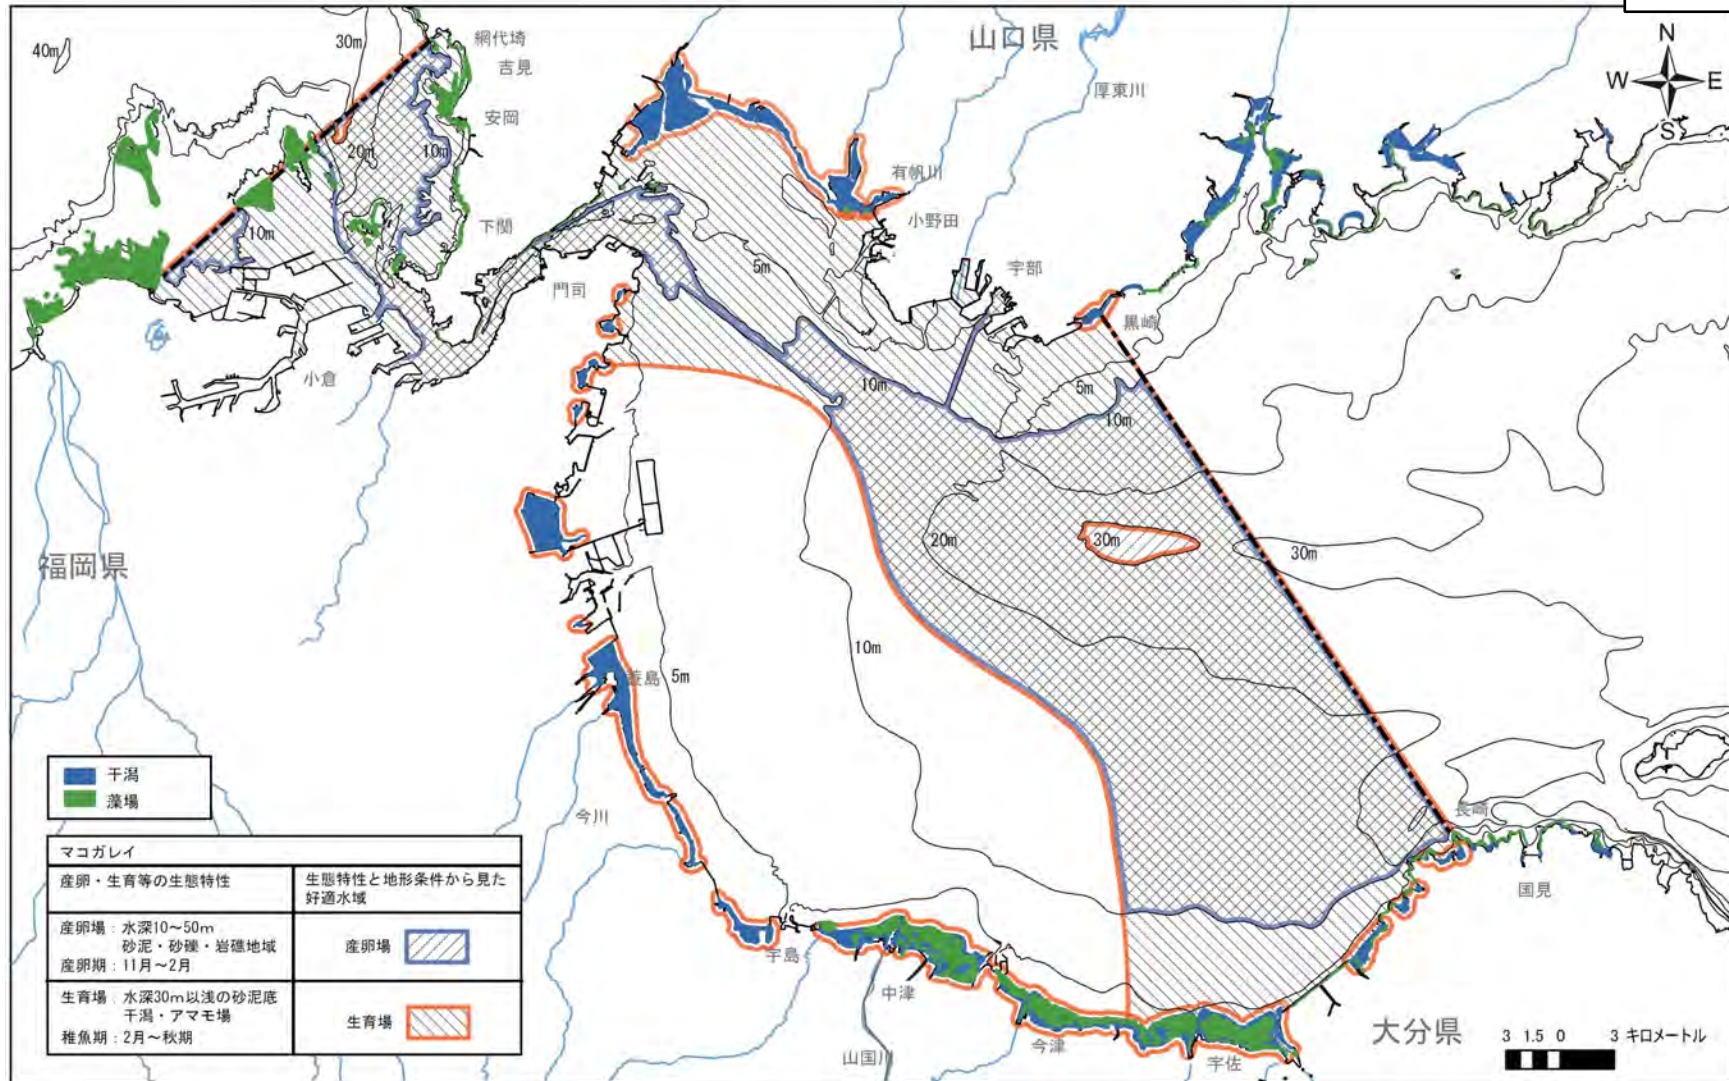 N
W E
S
山口県
40m
30m
網代埼
吉見
安岡
20m
10m
10m
下関
厚東川
有帆川
小野田
宇部
5m
門司
黒崎
小倉
10m
5m
10m
福岡県
20m
30m
30m
10m
5m
蓑島
干潟
藻場
今川
長崎
国見
宇島
中津
今津
宇佐
山国川
大分県
マコガレイ
産卵・生育等の生態特性
生態特性と地形条件から見た
好適水域
産卵場：水深10～50m
砂泥・砂礫・岩礁地域
産卵期：11月～2月
産卵場
生育場：水深30m以浅の砂泥底
干潟・アマモ場
稚魚期：2月～秋期
生育場
3 1.5 0 3 キロメートル